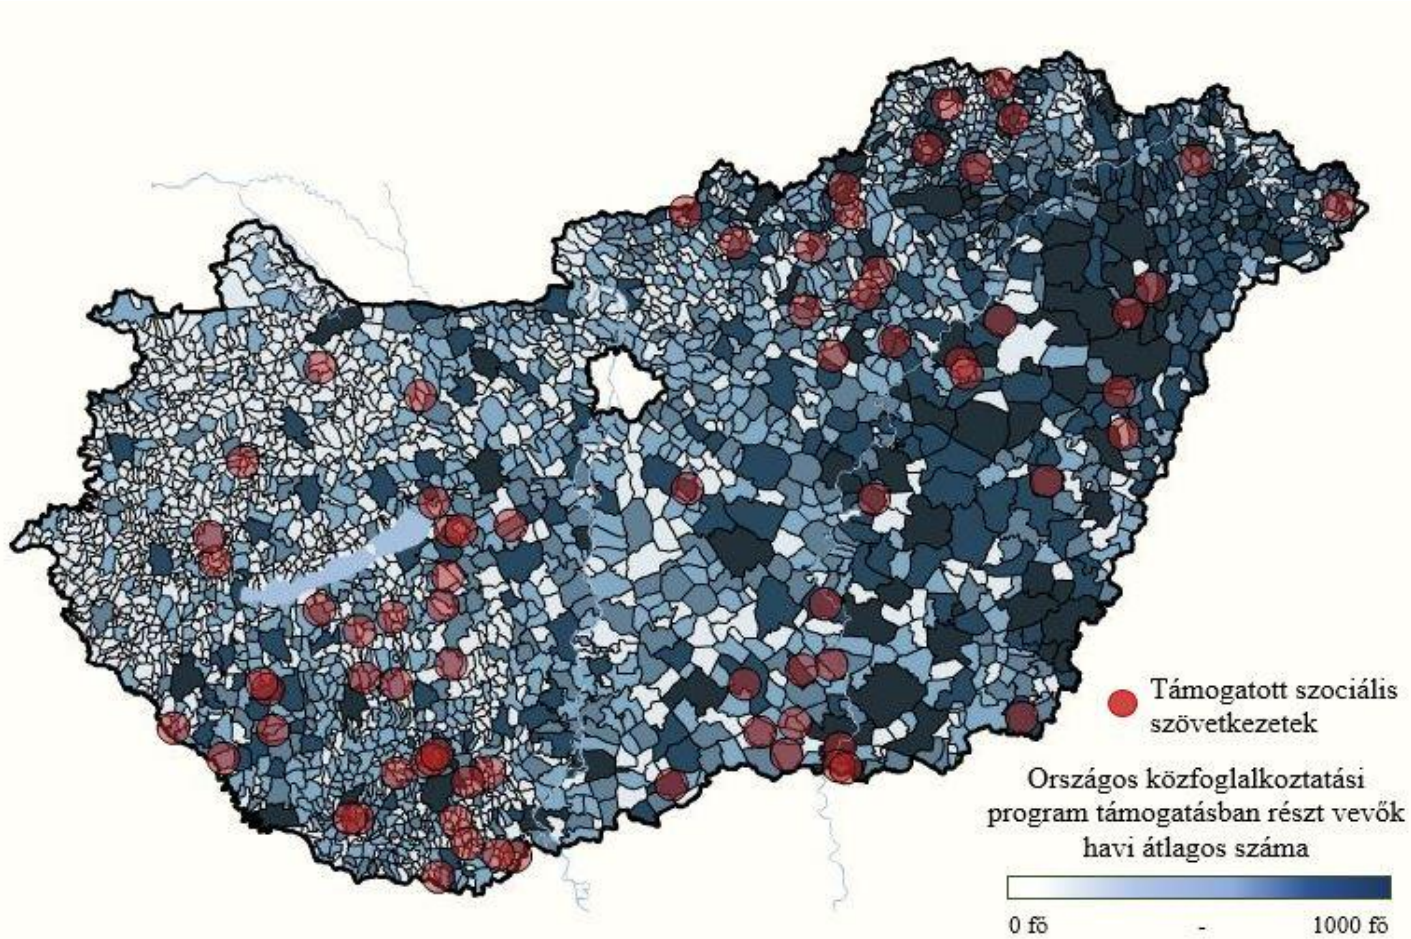 Támogatott szociális
szövetkezetek
Országos közfoglalkoztatási
program támogatásban részt vevők
havi átlagos száma
0 fő - 1000 fő